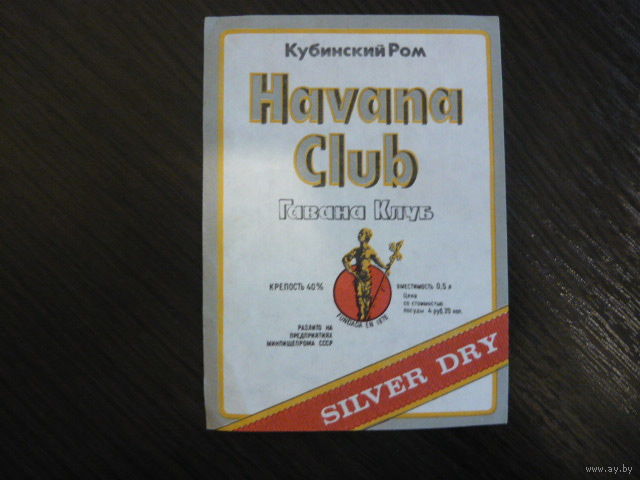 Кубинский Ром
Havana
Club
Гавана Клуб
КРЕПОСТЬ 40%
ВМЕСТИМОСТЬ 0,5 л
Цена
со стоимостью
посуды 4 руб. 20 коп.
FUNDADA EN 1878
РАЗЛИТО НА
ПРЕДПРИЯТИЯХ
МИНПИЩЕПРОМА СССР
SILVER DRY
www.ay.by